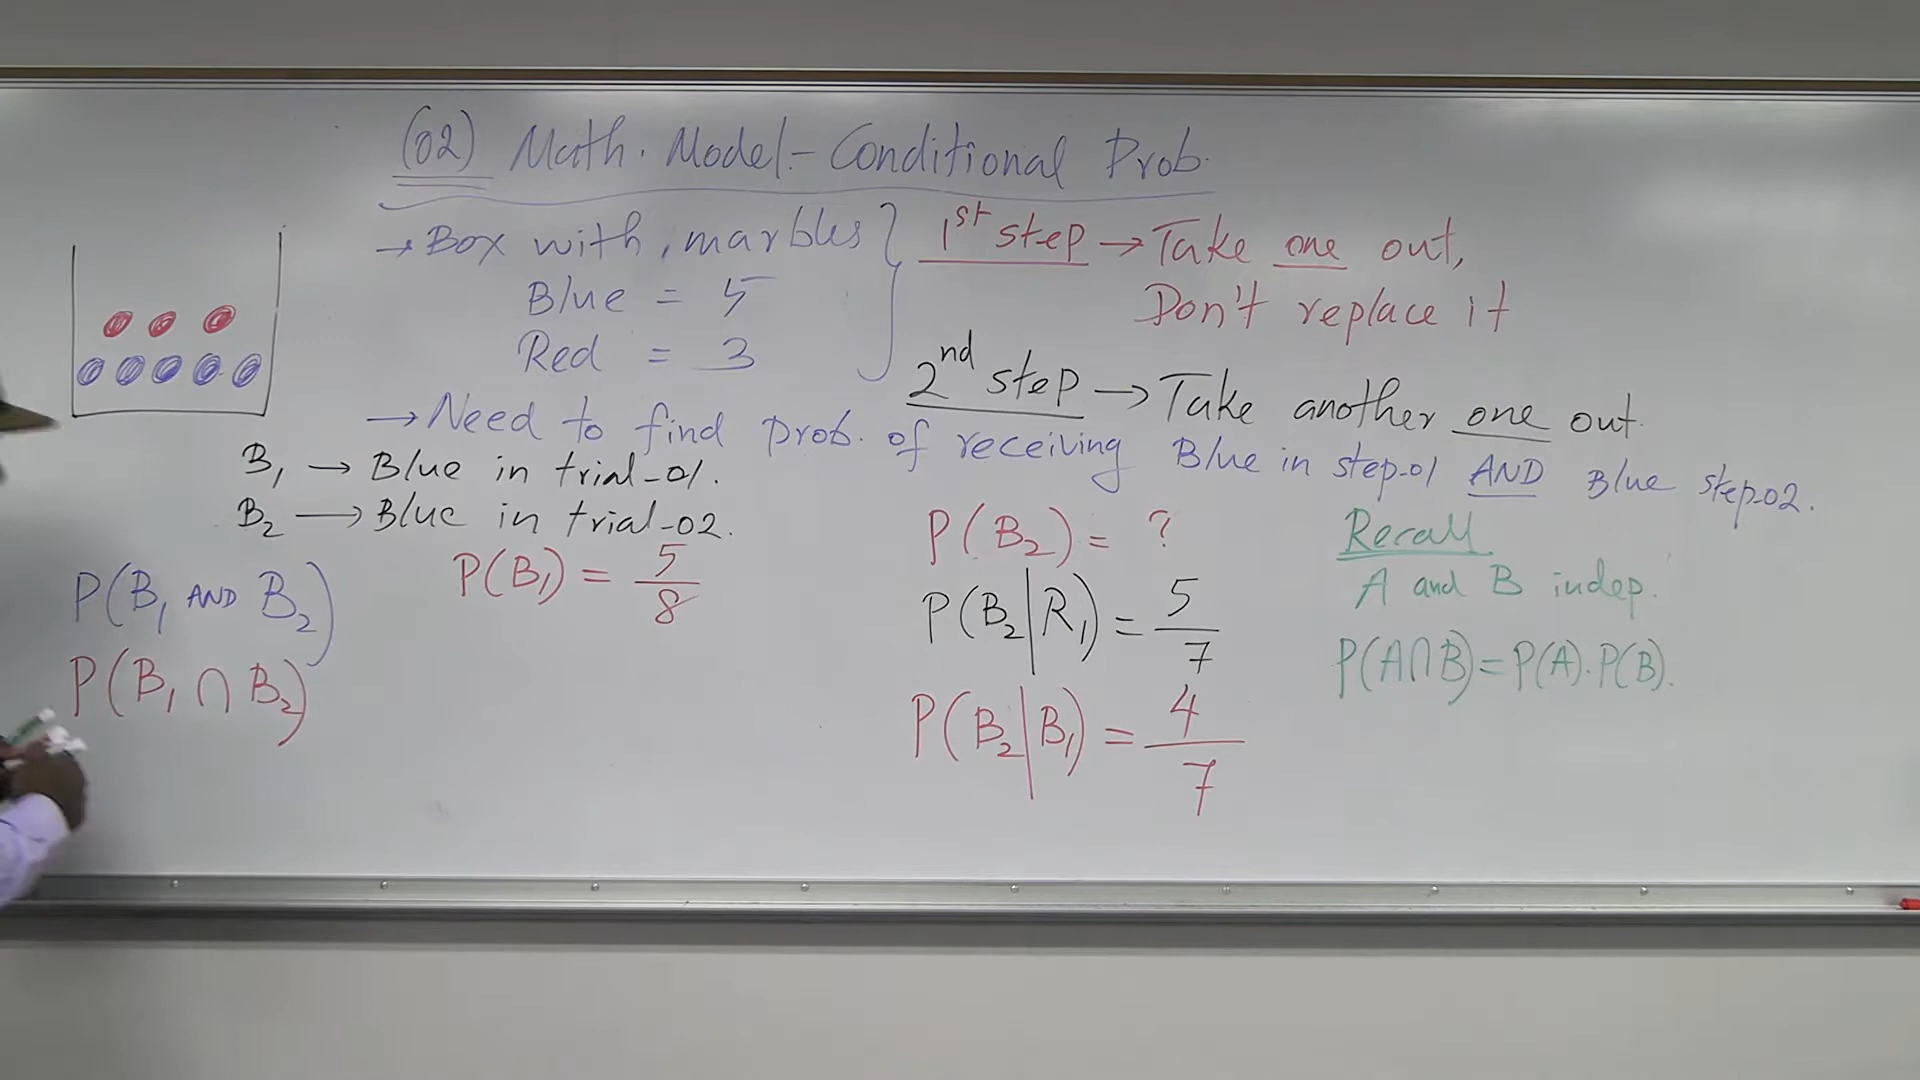 (02) Math. Model - Conditional Prob.
→ Box with, marbles
Blue = 5
Red = 3
1st step → Take one out,
Don't replace it
2nd step → Take another one out.
→ Need to find prob. of receiving Blue in step-01 AND Blue step-02.
B₁ → Blue in trial-01.
B₂ → Blue in trial-02.
P(B₁ AND B₂)
P(B₁ ∩ B₂)
P(B₁) = 5/8
P(B₂) = ?
P(B₂|R₁) = 5/7
P(B₂|B₁) = 4/7
Recall
A and B indep.
P(A∩B) = P(A).P(B).